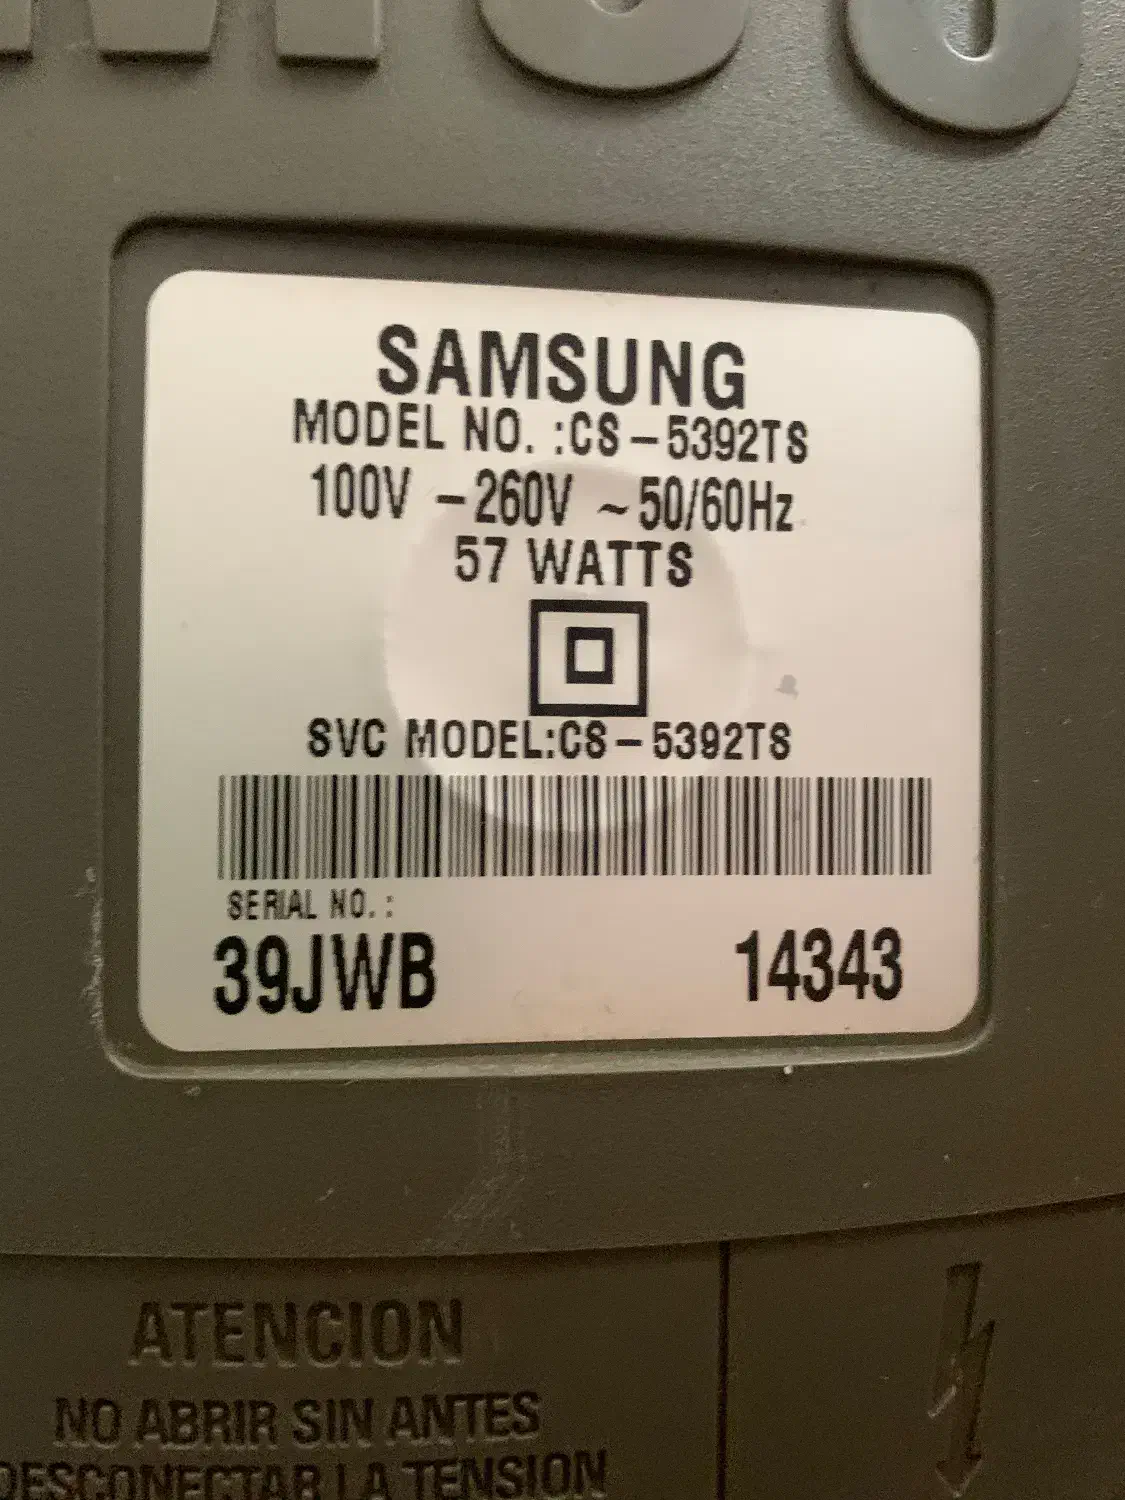 SAMSUNG
MODEL NO. :CS-5392TS
100V -260V ~50/60Hz
57 WATTS
SVC MODEL:CS-5392TS
SERIAL NO.:
39JWB 14343
ATENCION
NO ABRIR SIN ANTES
DESCONECTAR LA TENSION